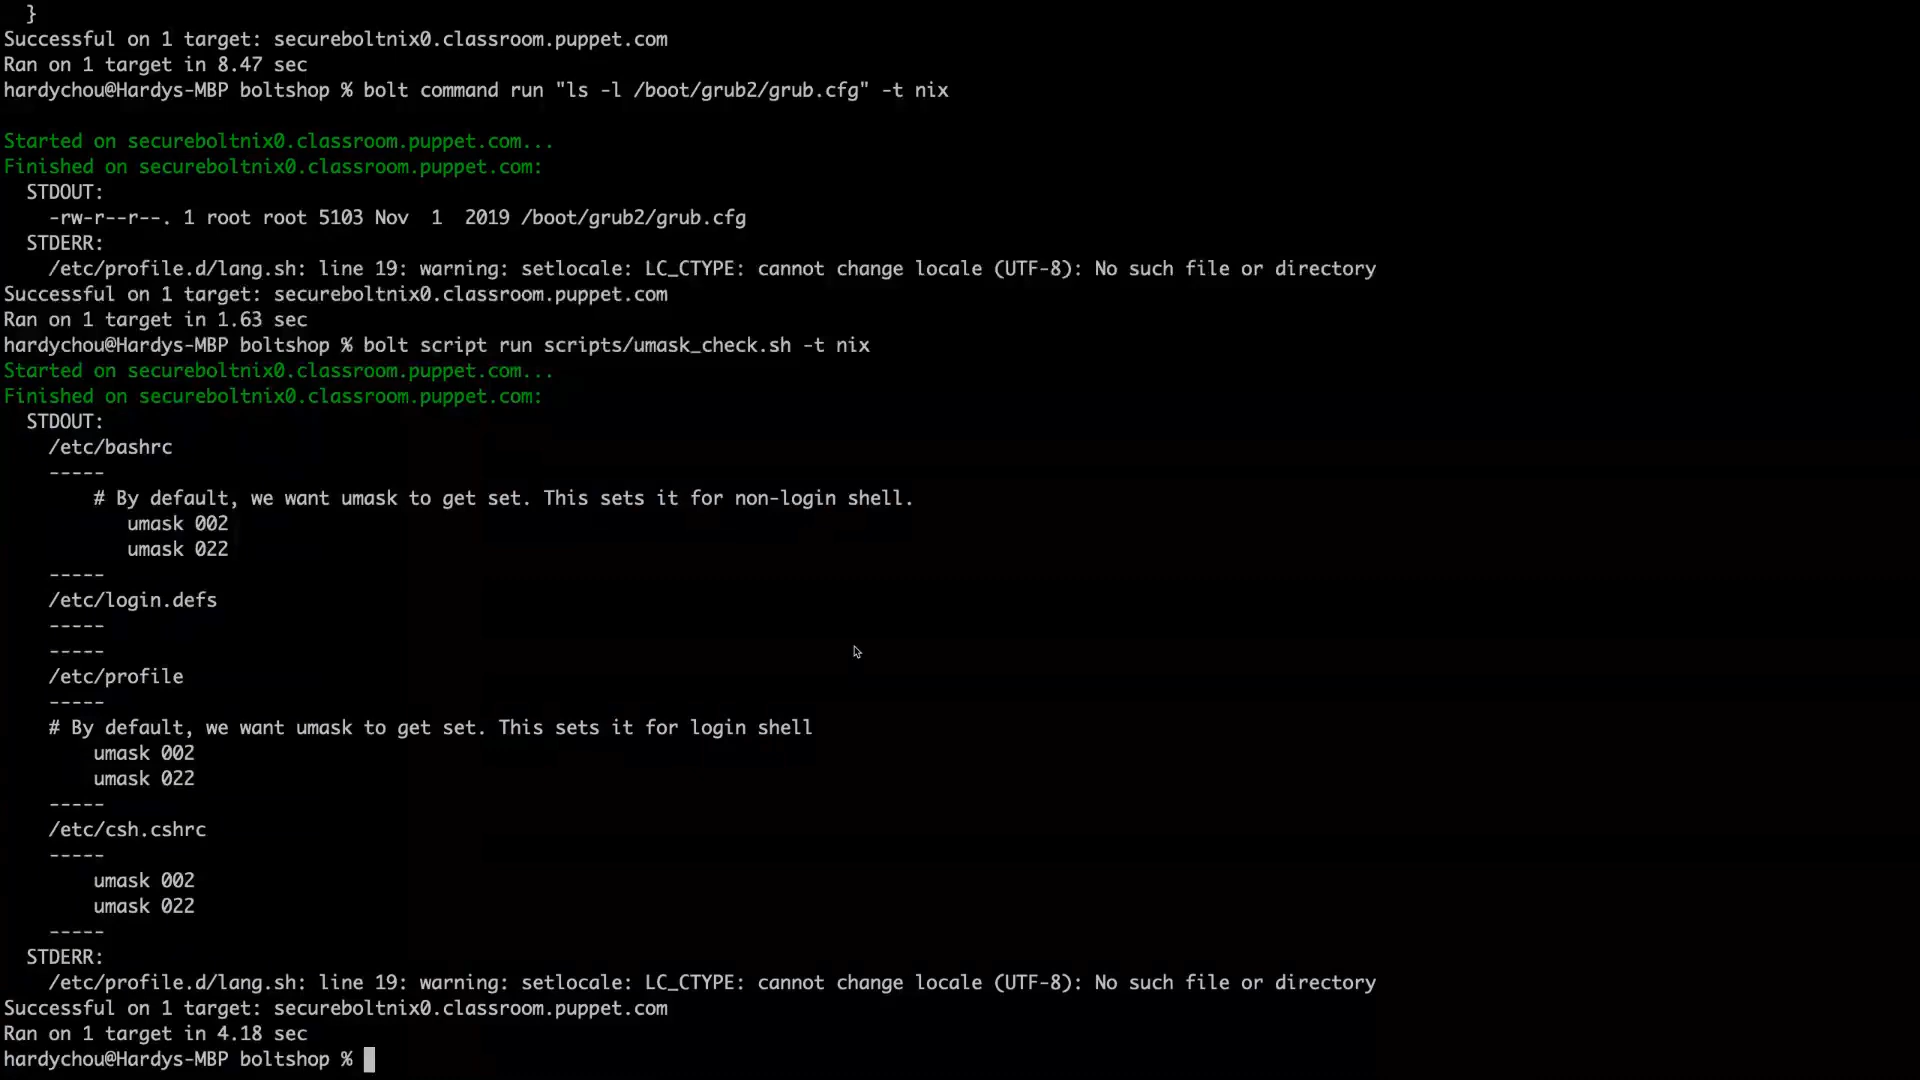 }
Successful on 1 target: secureboltnix0.classroom.puppet.com
Ran on 1 target in 8.47 sec
hardychou@Hardys-MBP boltshop % bolt command run "ls -l /boot/grub2/grub.cfg" -t nix
Started on secureboltnix0.classroom.puppet.com...
Finished on secureboltnix0.classroom.puppet.com:
STDOUT:
-rw-r--r--. 1 root root 5103 Nov  1  2019 /boot/grub2/grub.cfg
STDERR:
/etc/profile.d/lang.sh: line 19: warning: setlocale: LC_CTYPE: cannot change locale (UTF-8): No such file or directory
Successful on 1 target: secureboltnix0.classroom.puppet.com
Ran on 1 target in 1.63 sec
hardychou@Hardys-MBP boltshop % bolt script run scripts/umask_check.sh -t nix
Started on secureboltnix0.classroom.puppet.com...
Finished on secureboltnix0.classroom.puppet.com:
STDOUT:
/etc/bashrc
-----
# By default, we want umask to get set. This sets it for non-login shell.
umask 002
umask 022
-----
/etc/login.defs
-----
-----
/etc/profile
-----
# By default, we want umask to get set. This sets it for login shell
umask 002
umask 022
-----
/etc/csh.cshrc
-----
umask 002
umask 022
-----
STDERR:
/etc/profile.d/lang.sh: line 19: warning: setlocale: LC_CTYPE: cannot change locale (UTF-8): No such file or directory
Successful on 1 target: secureboltnix0.classroom.puppet.com
Ran on 1 target in 4.18 sec
hardychou@Hardys-MBP boltshop %